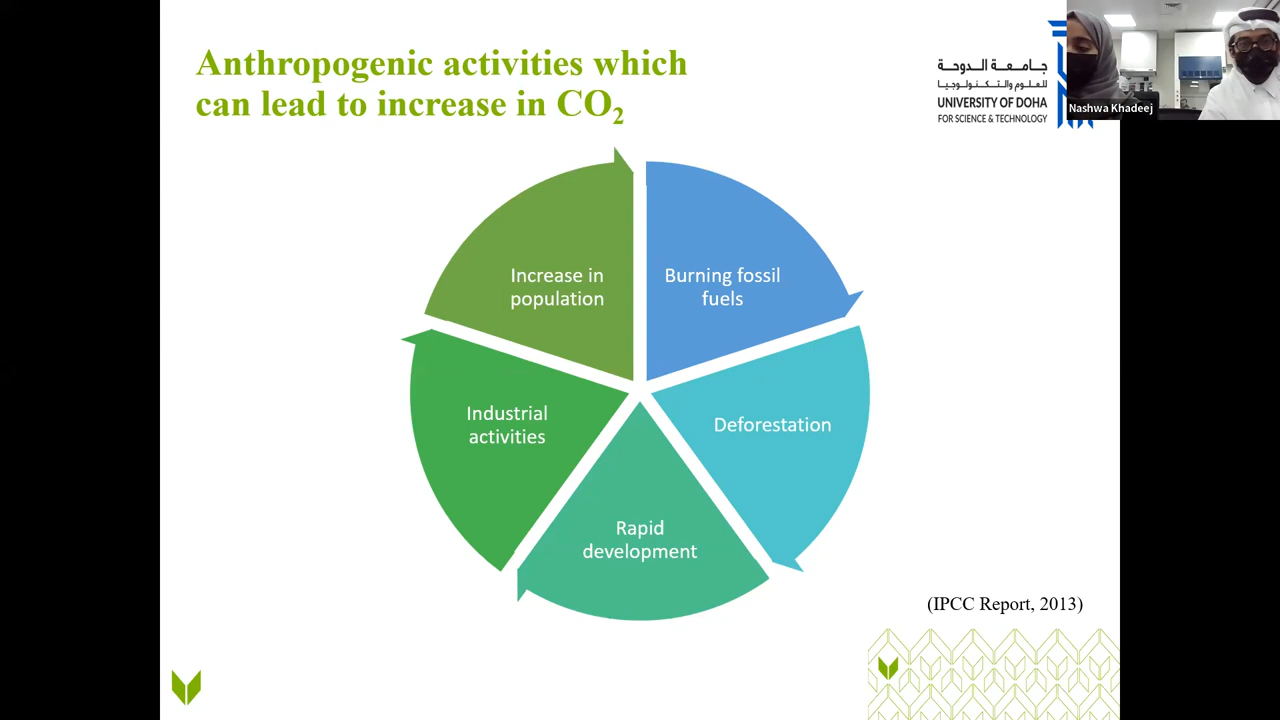 Anthropogenic activities which
can lead to increase in CO₂
جامعة الدوحة
للعلوم والتكنولوجيا
UNIVERSITY OF DOHA
FOR SCIENCE & TECHNOLOGY
Nashwa Khadeej
Increase in
population
Burning fossil
fuels
Industrial
activities
Deforestation
Rapid
development
(IPCC Report, 2013)